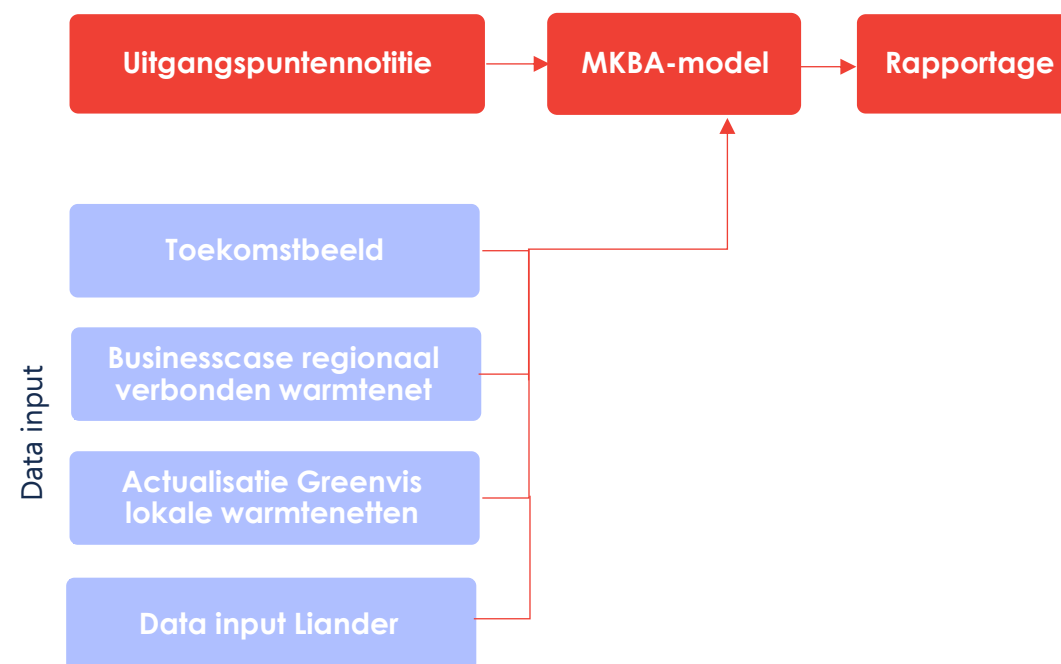 Uitgangspuntennotitie
MKBA-model
Rapportage
Data input
Toekomstbeeld
Businesscase regionaal
verbonden warmtenet
Actualisatie Greenvis
lokale warmtenetten
Data input Liander